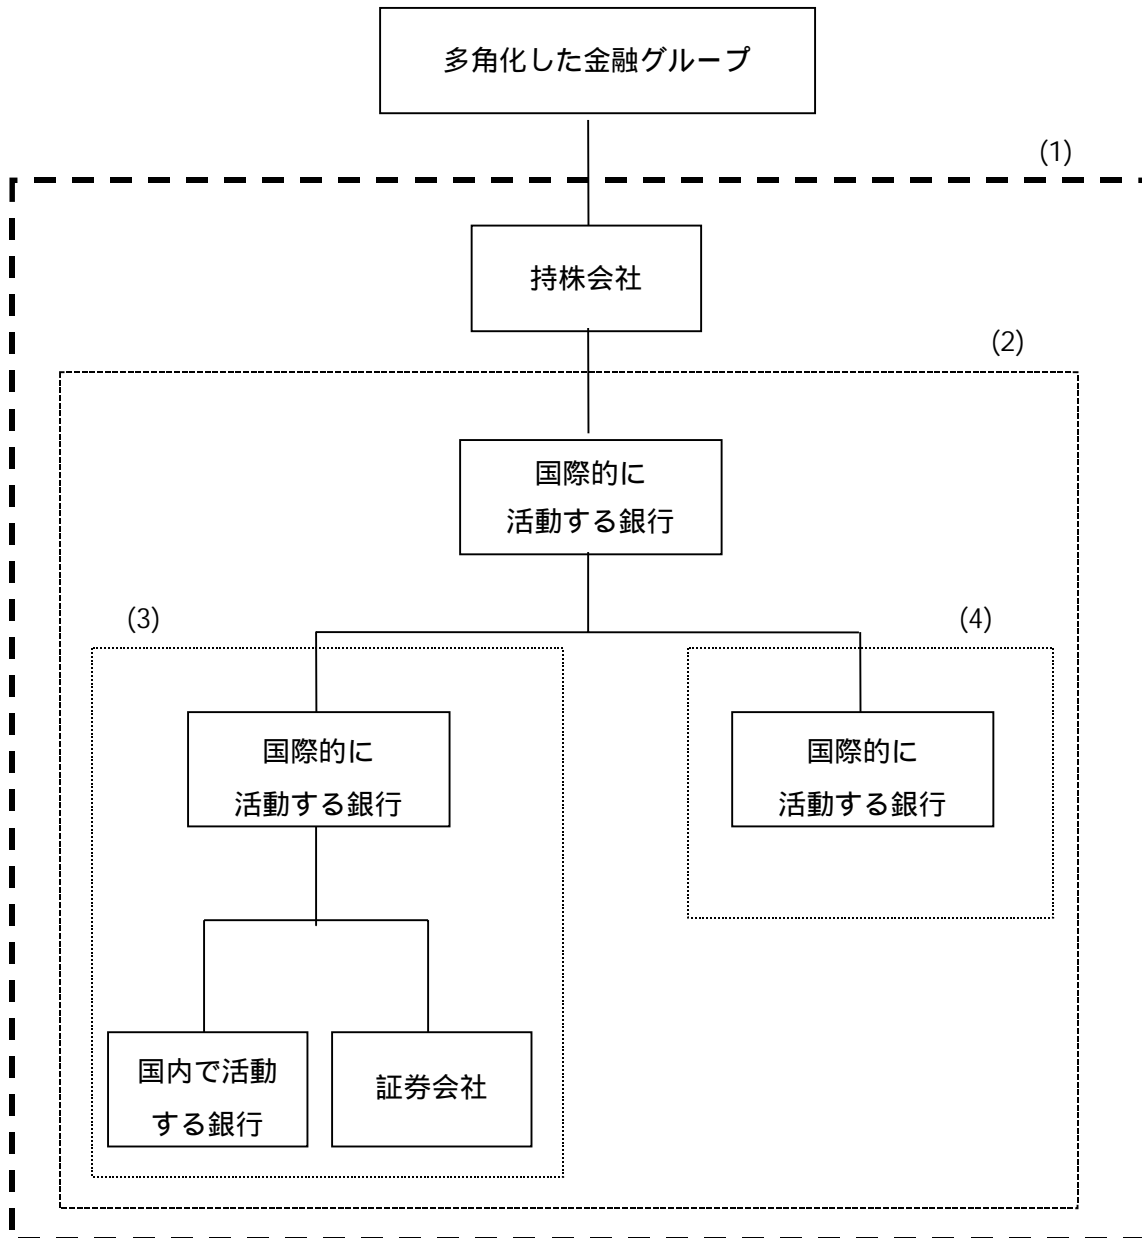 多角化した金融グループ
(1)
持株会社
(2)
国際的に
活動する銀行
(3)
(4)
国際的に
活動する銀行
国際的に
活動する銀行
国内で活動
する銀行
証券会社